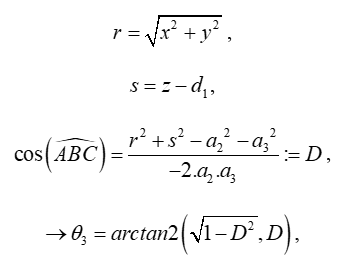 r = √(x² + y²) ,
s = z − d₁,
cos(ABC) = (r² + s² − a₂² − a₃²) / (−2.a₂.a₃) := D ,
→ θ₃ = arctan2(√(1−D²), D),